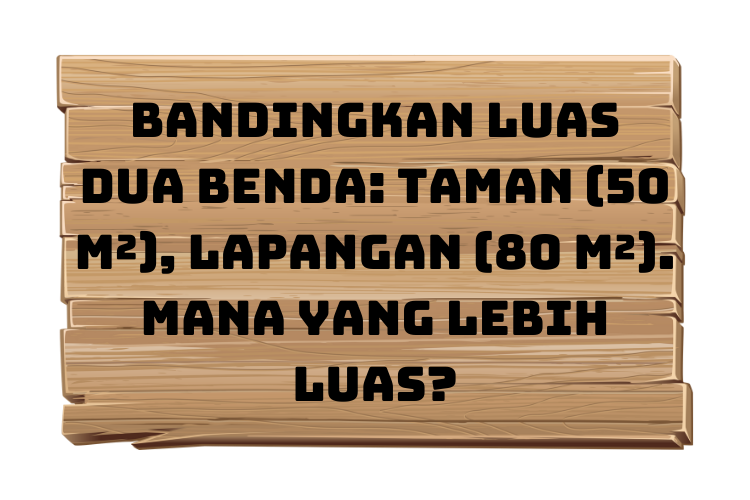 BANDINGKAN LUAS
DUA BENDA: TAMAN (50
M²), LAPANGAN (80 M²).
MANA YANG LEBIH
LUAS?